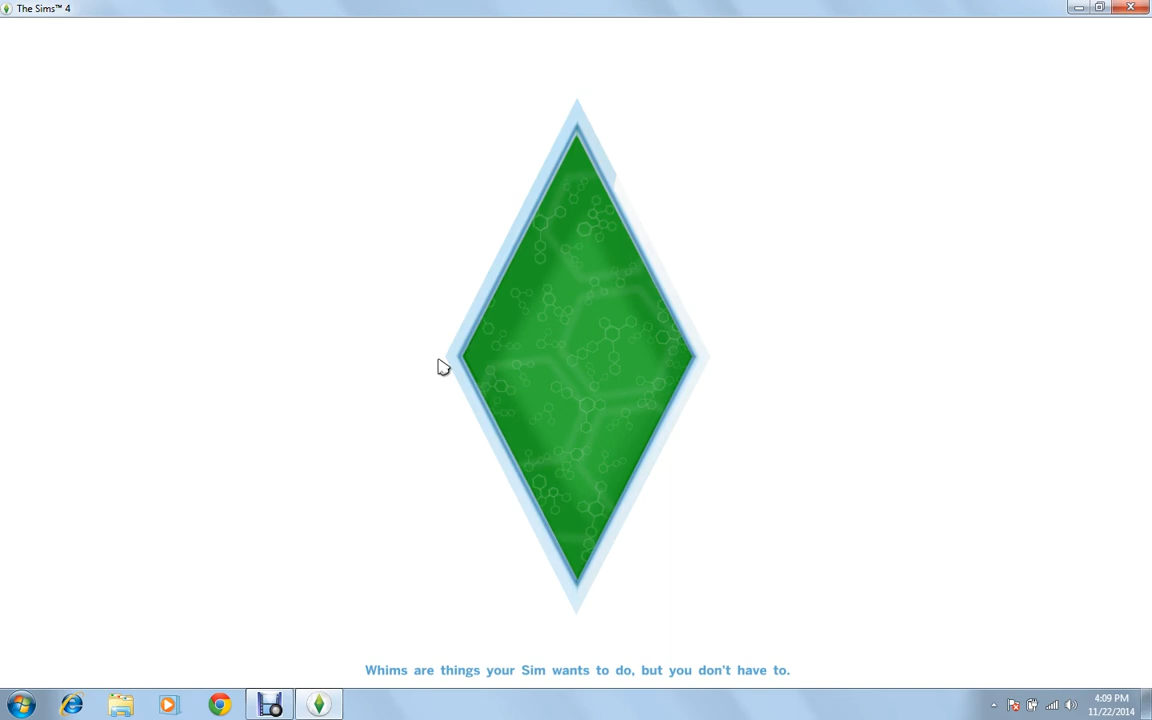 The Sims™ 4
Whims are things your Sim wants to do, but you don't have to.
4:09 PM
11/22/2014